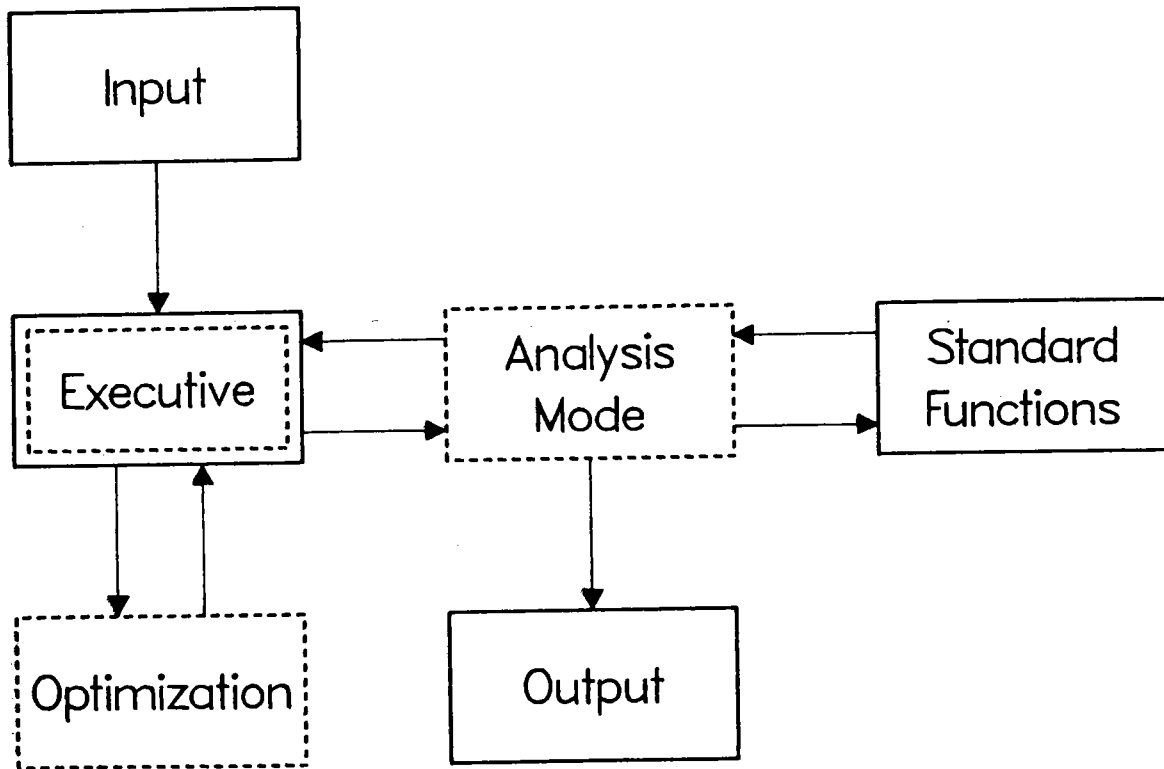 Input
Executive
Analysis
Mode
Standard
Functions
Optimization
Output